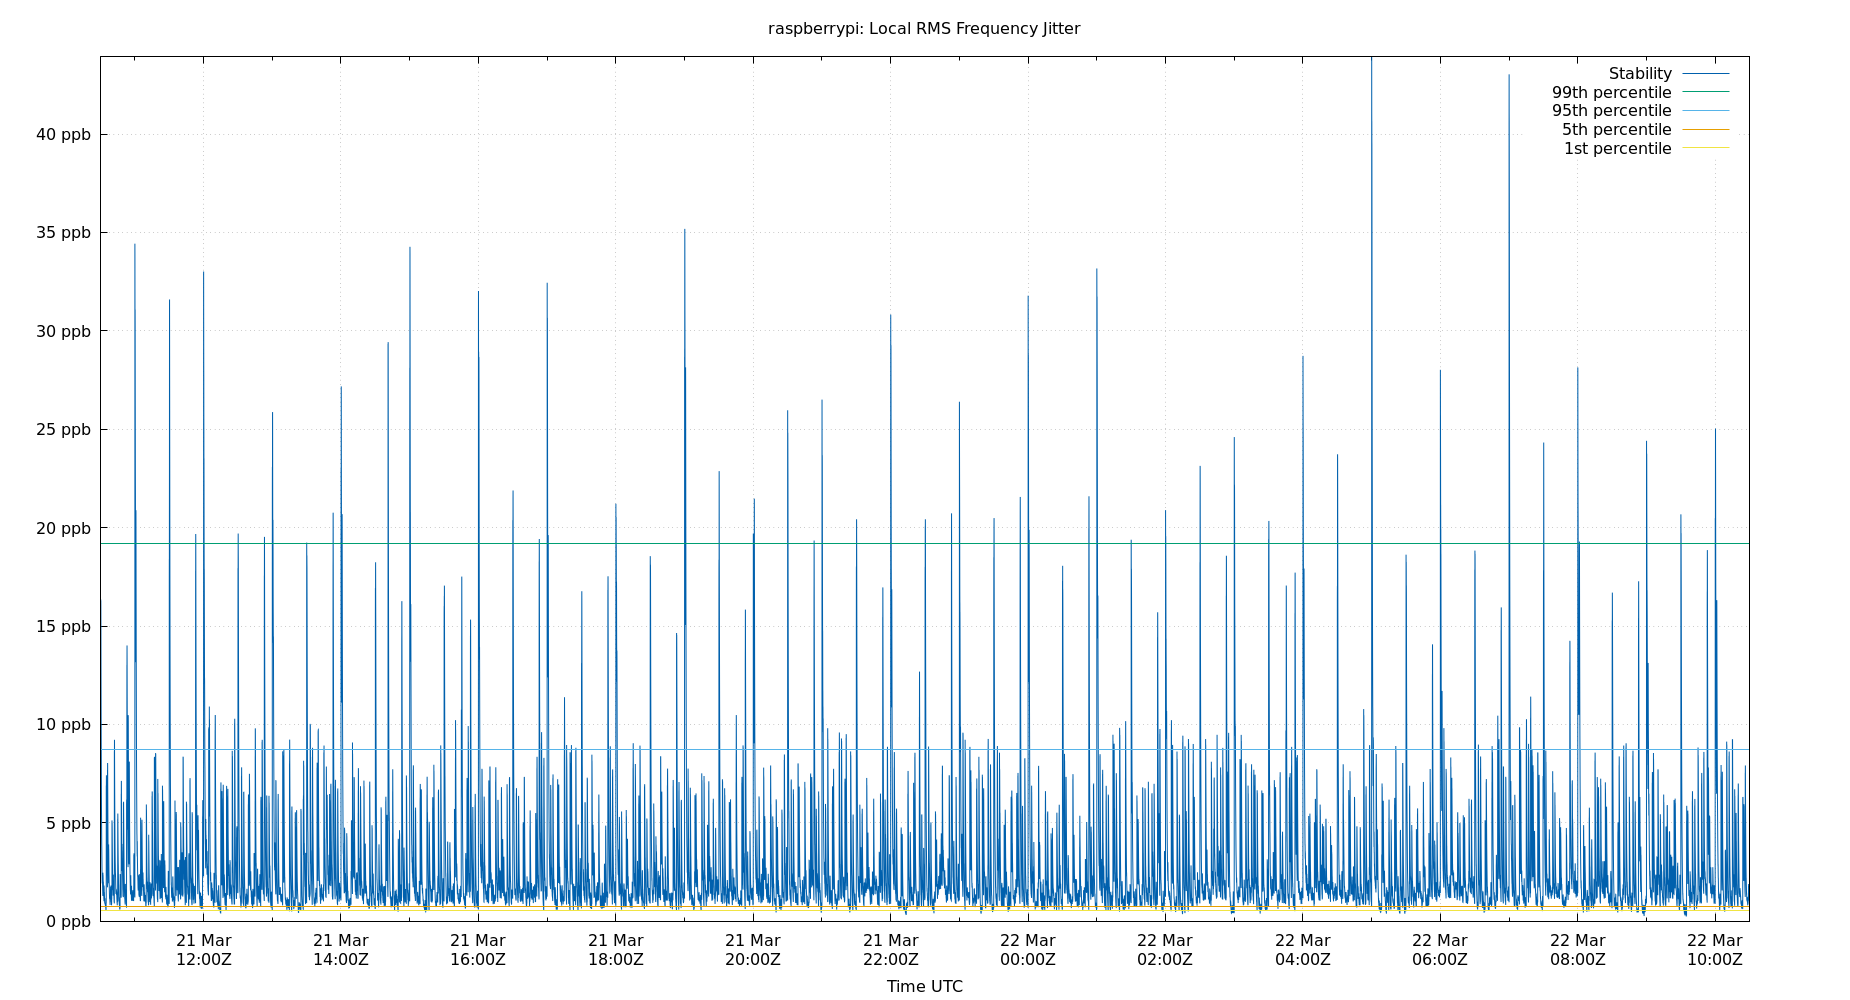 raspberrypi: Local RMS Frequency Jitter
Stability
99th percentile
95th percentile
5th percentile
1st percentile
40 ppb
35 ppb
30 ppb
25 ppb
20 ppb
15 ppb
10 ppb
5 ppb
0 ppb
21 Mar 21 Mar 21 Mar 21 Mar 21 Mar 21 Mar 22 Mar 22 Mar 22 Mar 22 Mar 22 Mar 22 Mar
12:00Z 14:00Z 16:00Z 18:00Z 20:00Z 22:00Z 00:00Z 02:00Z 04:00Z 06:00Z 08:00Z 10:00Z
Time UTC